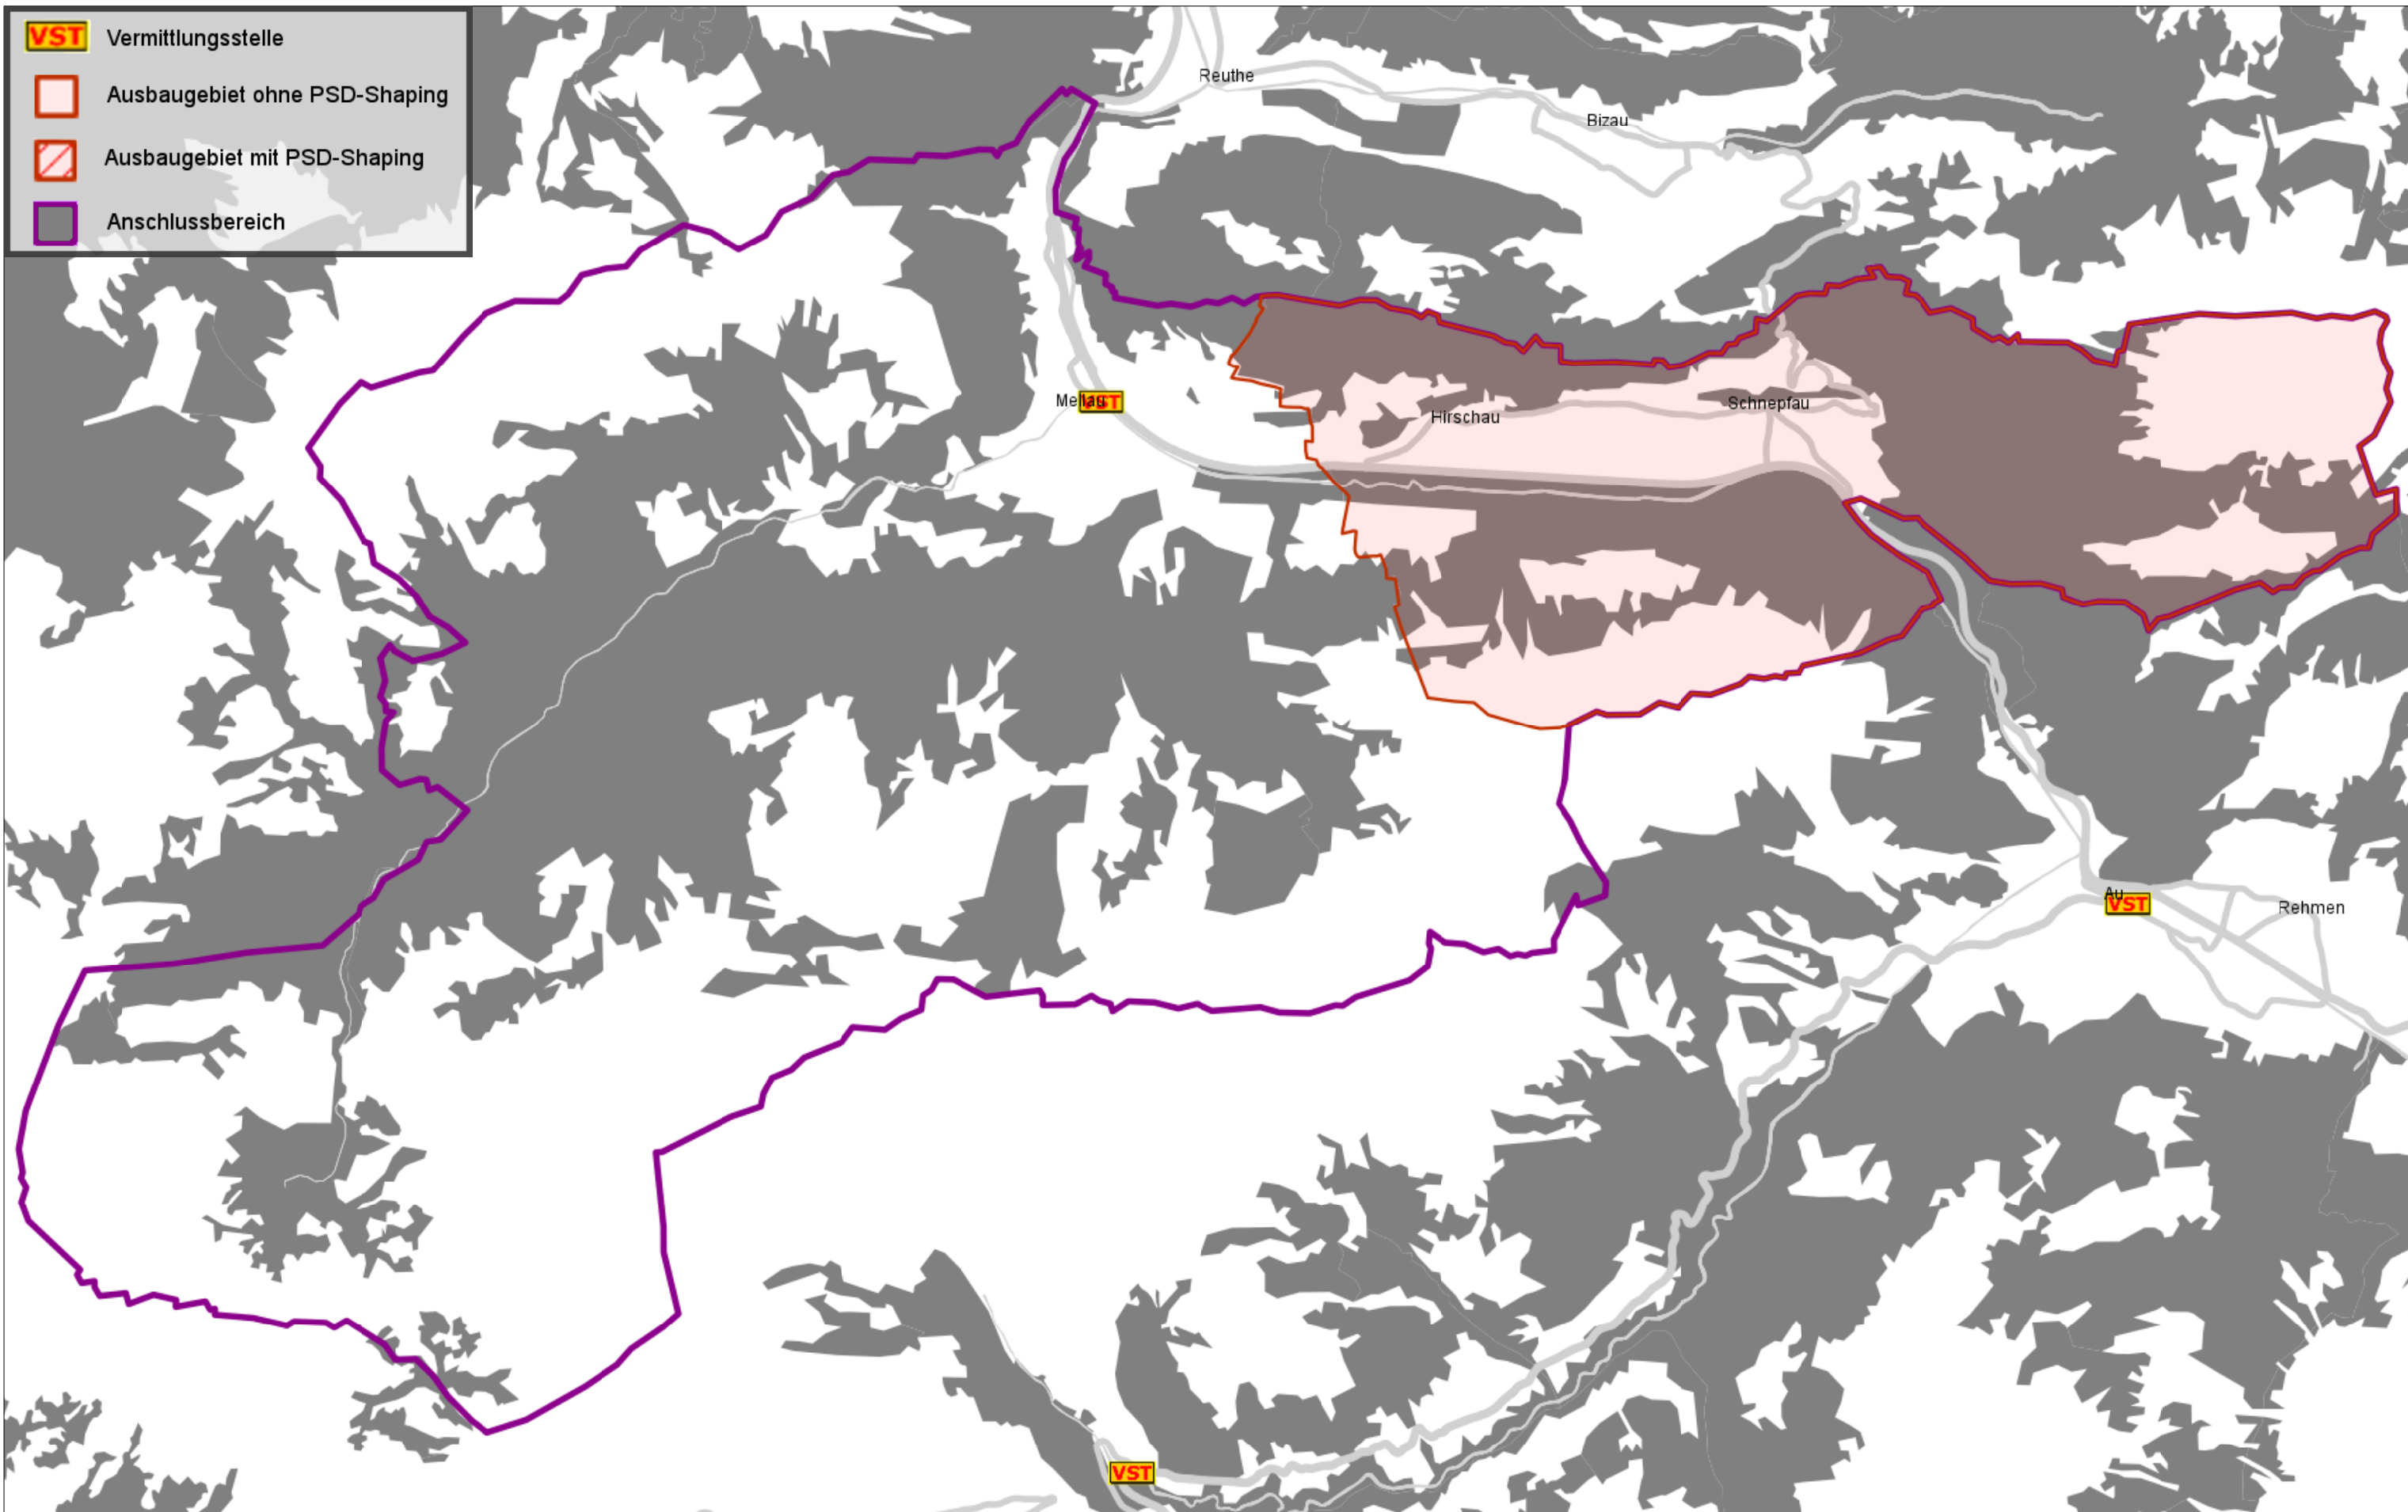 VST Vermittlungsstelle
Ausbaugebiet ohne PSD-Shaping
Ausbaugebiet mit PSD-Shaping
Anschlussbereich
Reuthe
Bizau
Mellau
VST
Hirschau
Schnepfau
Au
VST
Rehmen
VST